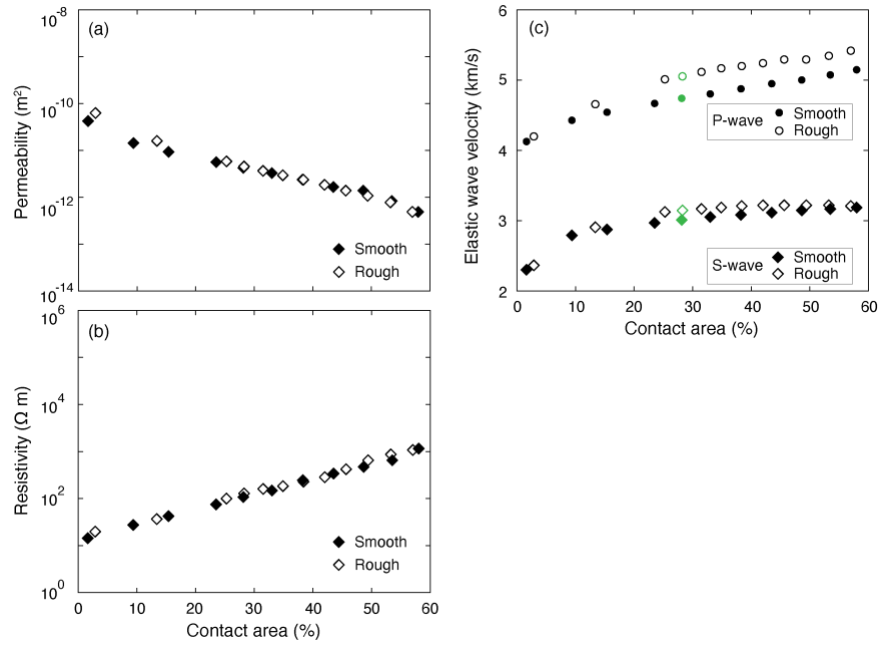 (a)
Permeability (m²)
10⁻⁸
10⁻¹⁰
10⁻¹²
10⁻¹⁴
Smooth
Rough
(b)
Resistivity (Ω m)
10⁶
10⁴
10²
10⁰
Smooth
Rough
0 10 20 30 40 50 60
Contact area (%)
(c)
Elastic wave velocity (km/s)
6
5
4
3
2
P-wave Smooth
Rough
S-wave Smooth
Rough
0 10 20 30 40 50 60
Contact area (%)